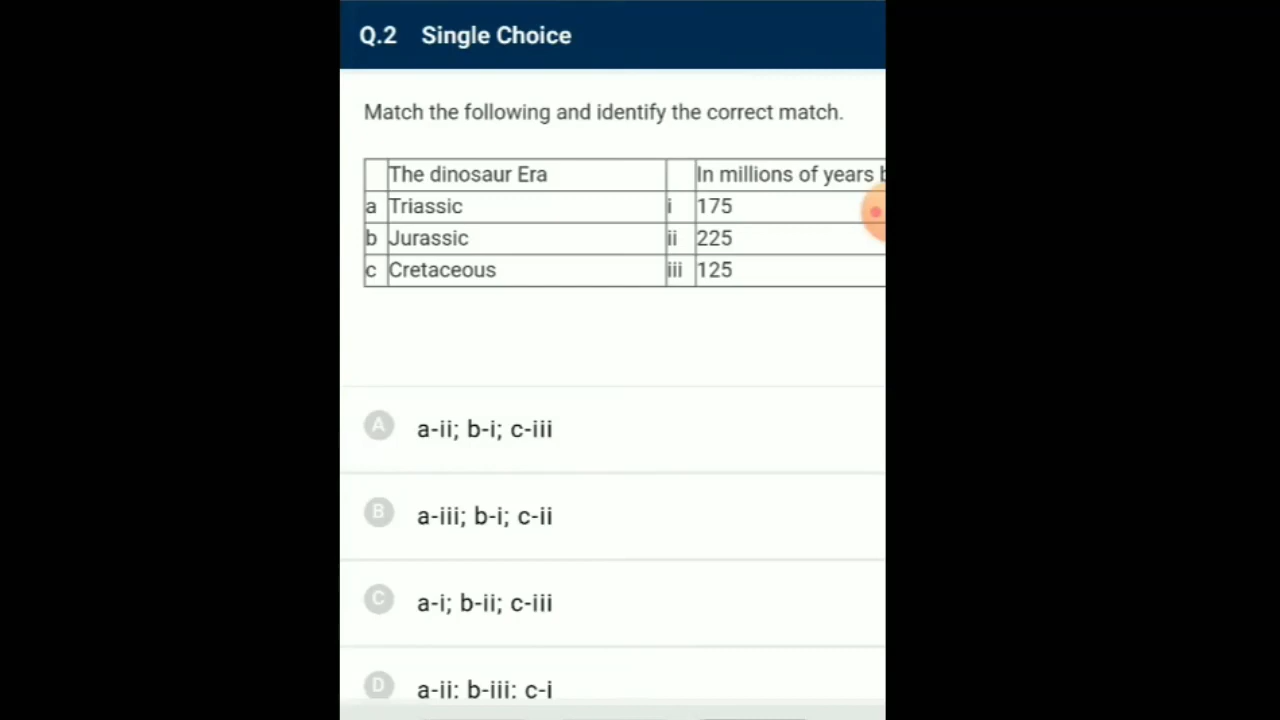 Q.2 Single Choice
Match the following and identify the correct match.
The dinosaur Era In millions of years
a Triassic i 175
b Jurassic ii 225
c Cretaceous iii 125
A a-ii; b-i; c-iii
B a-iii; b-i; c-ii
C a-i; b-ii; c-iii
D a-ii: b-iii: c-i